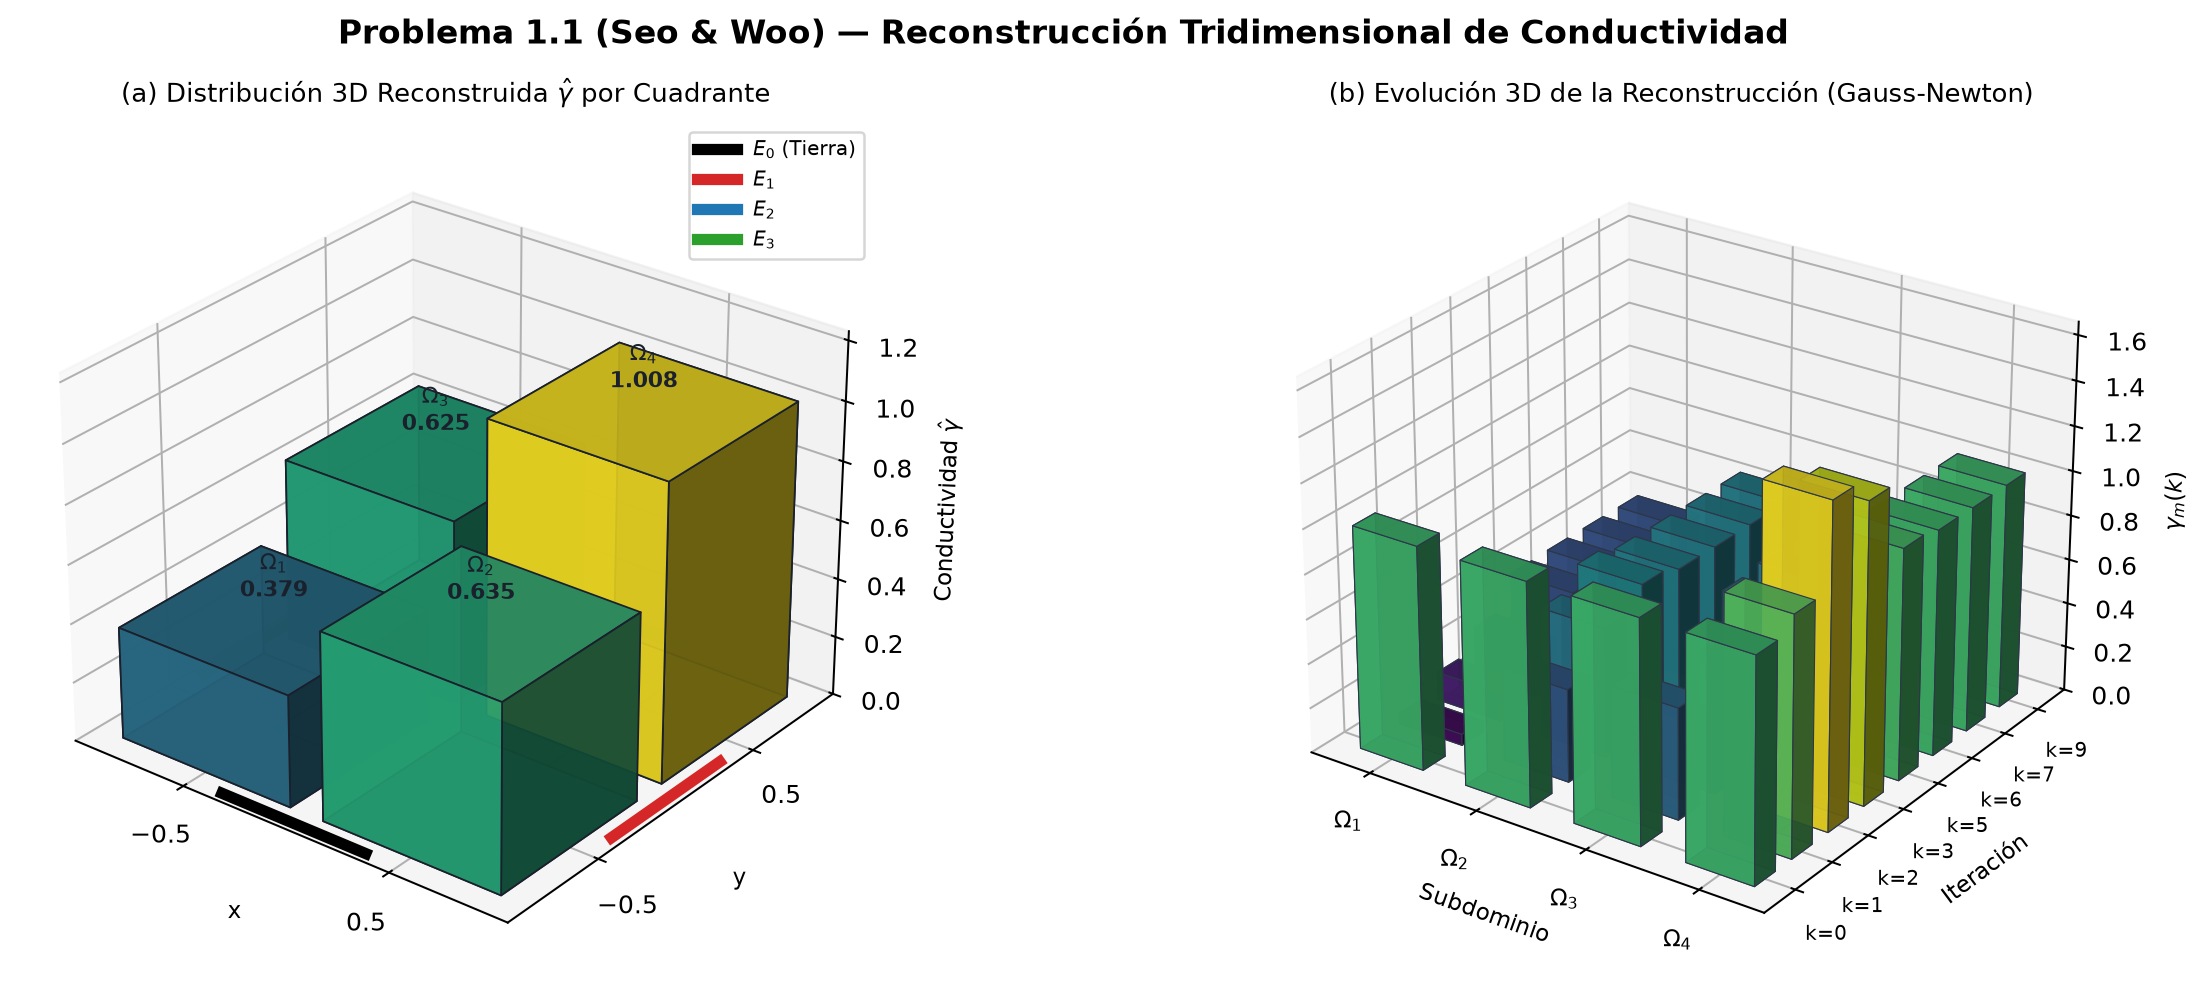 Problema 1.1 (Seo & Woo) — Reconstrucción Tridimensional de Conductividad
(a) Distribución 3D Reconstruida γ̂ por Cuadrante
E₀ (Tierra)
E₁
E₂
E₃
Ω₄
1.008
Ω₃
0.625
Ω₁
0.379
Ω₂
0.635
1.2
1.0
0.8
0.6
0.4
0.2
0.0
Conductividad γ̂
−0.5
0.5
x
−0.5
0.5
y
(b) Evolución 3D de la Reconstrucción (Gauss-Newton)
1.6
1.4
1.2
1.0
0.8
0.6
0.4
0.2
0.0
γₘ(k)
Ω₁
Ω₂
Ω₃
Ω₄
Subdominio
k=9
k=7
k=6
k=5
k=3
k=2
k=1
k=0
Iteración